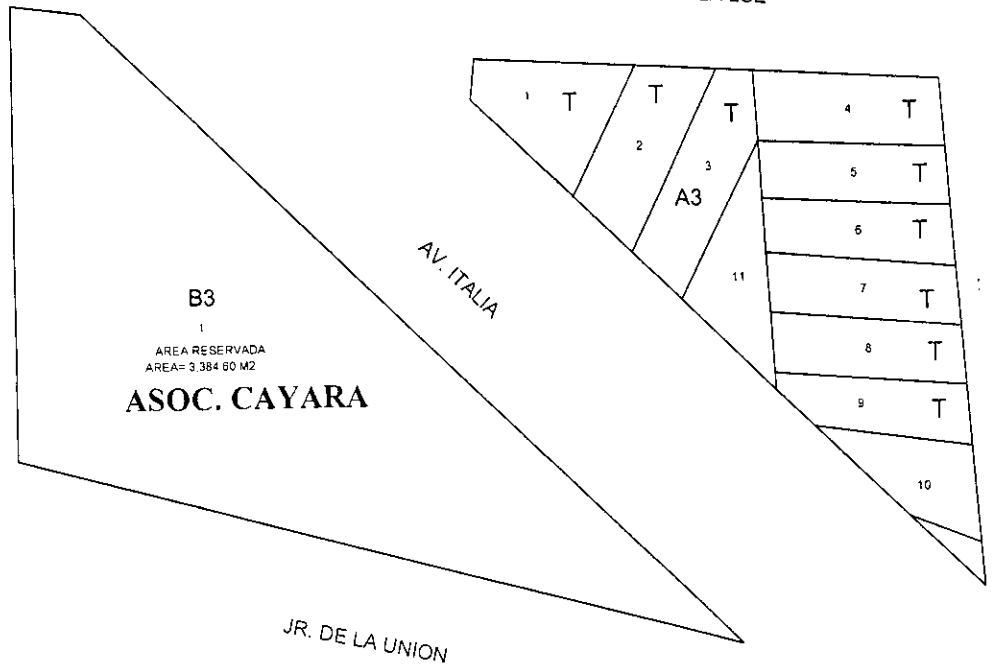 1 T
T
2
T
3
A3
4 T
5 T
6 T
7 T
8 T
9 T
10
11
AV. ITALIA
B3
1
AREA RESERVADA
AREA= 3,384.60 M2
ASOC. CAYARA
JR. DE LA UNION